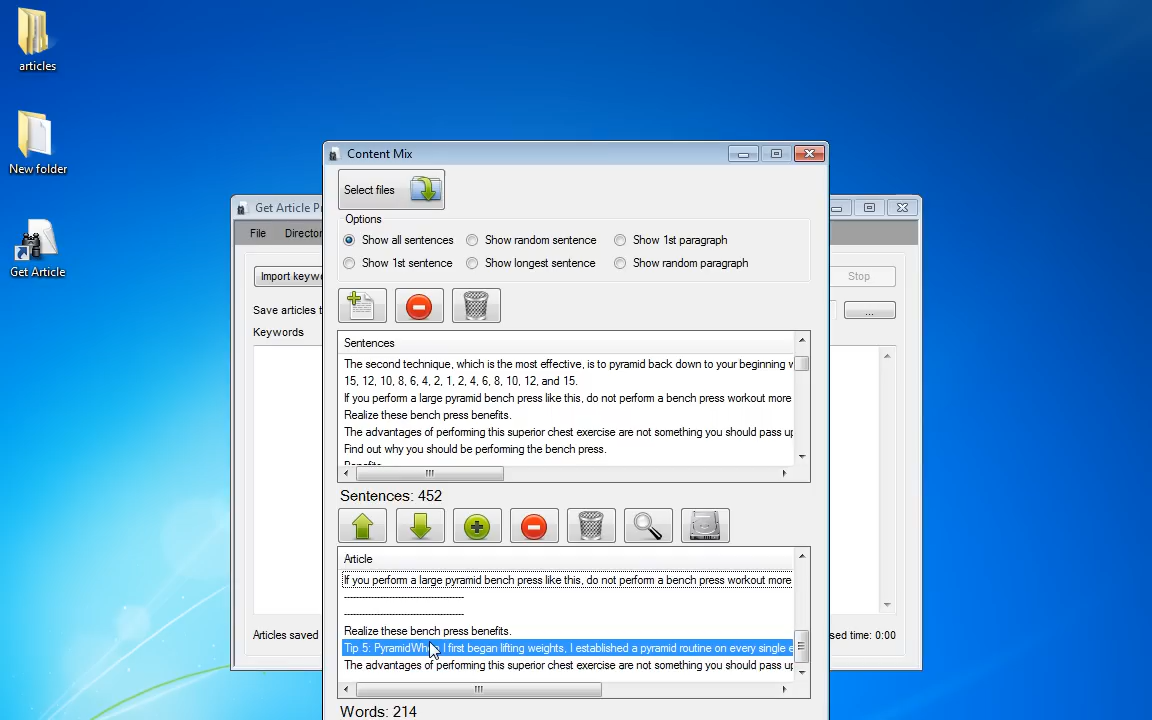 articles
New folder
Get Article
Get Article P
File
Director
Import keyw
Save articles t
Keywords
Articles saved
Stop
...
sed time: 0:00
Content Mix
Select files
Options
Show all sentences
Show random sentence
Show 1st paragraph
Show 1st sentence
Show longest sentence
Show random paragraph
Sentences
The second technique, which is the most effective, is to pyramid back down to your beginning
15, 12, 10, 8, 6, 4, 2, 1, 2, 4, 6, 8, 10, 12, and 15.
If you perform a large pyramid bench press like this, do not perform a bench press workout more
Realize these bench press benefits.
The advantages of performing this superior chest exercise are not something you should pass up
Find out why you should be performing the bench press.
Benefits
Sentences: 452
Article
If you perform a large pyramid bench press like this, do not perform a bench press workout more
----------------------------------------
----------------------------------------
Realize these bench press benefits.
Tip 5: PyramidWhen I first began lifting weights, I established a pyramid routine on every single e
The advantages of performing this superior chest exercise are not something you should pass up
Words: 214